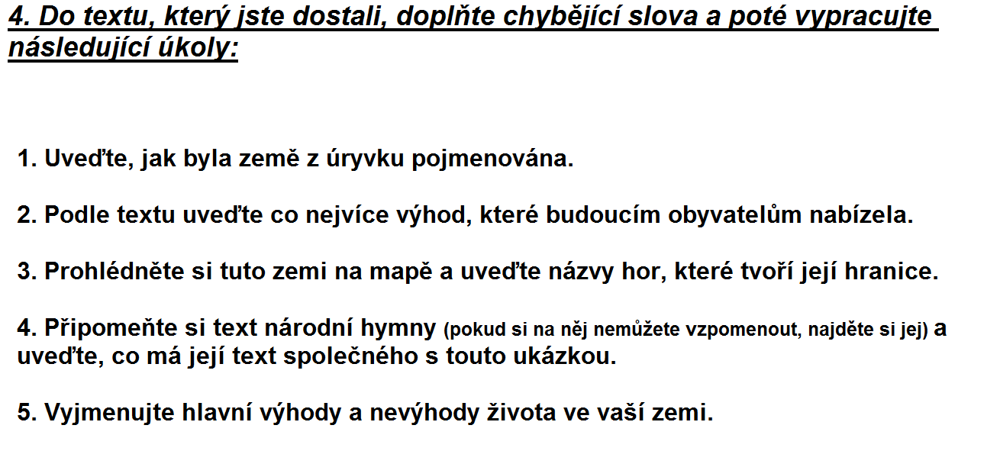 4. Do textu, který jste dostali, doplňte chybějící slova a poté vypracujte
následující úkoly:
1. Uveďte, jak byla země z úryvku pojmenována.
2. Podle textu uveďte co nejvíce výhod, které budoucím obyvatelům nabízela.
3. Prohlédněte si tuto zemi na mapě a uveďte názvy hor, které tvoří její hranice.
4. Připomeňte si text národní hymny (pokud si na něj nemůžete vzpomenout, najděte si jej) a
uveďte, co má její text společného s touto ukázkou.
5. Vyjmenujte hlavní výhody a nevýhody života ve vaší zemi.